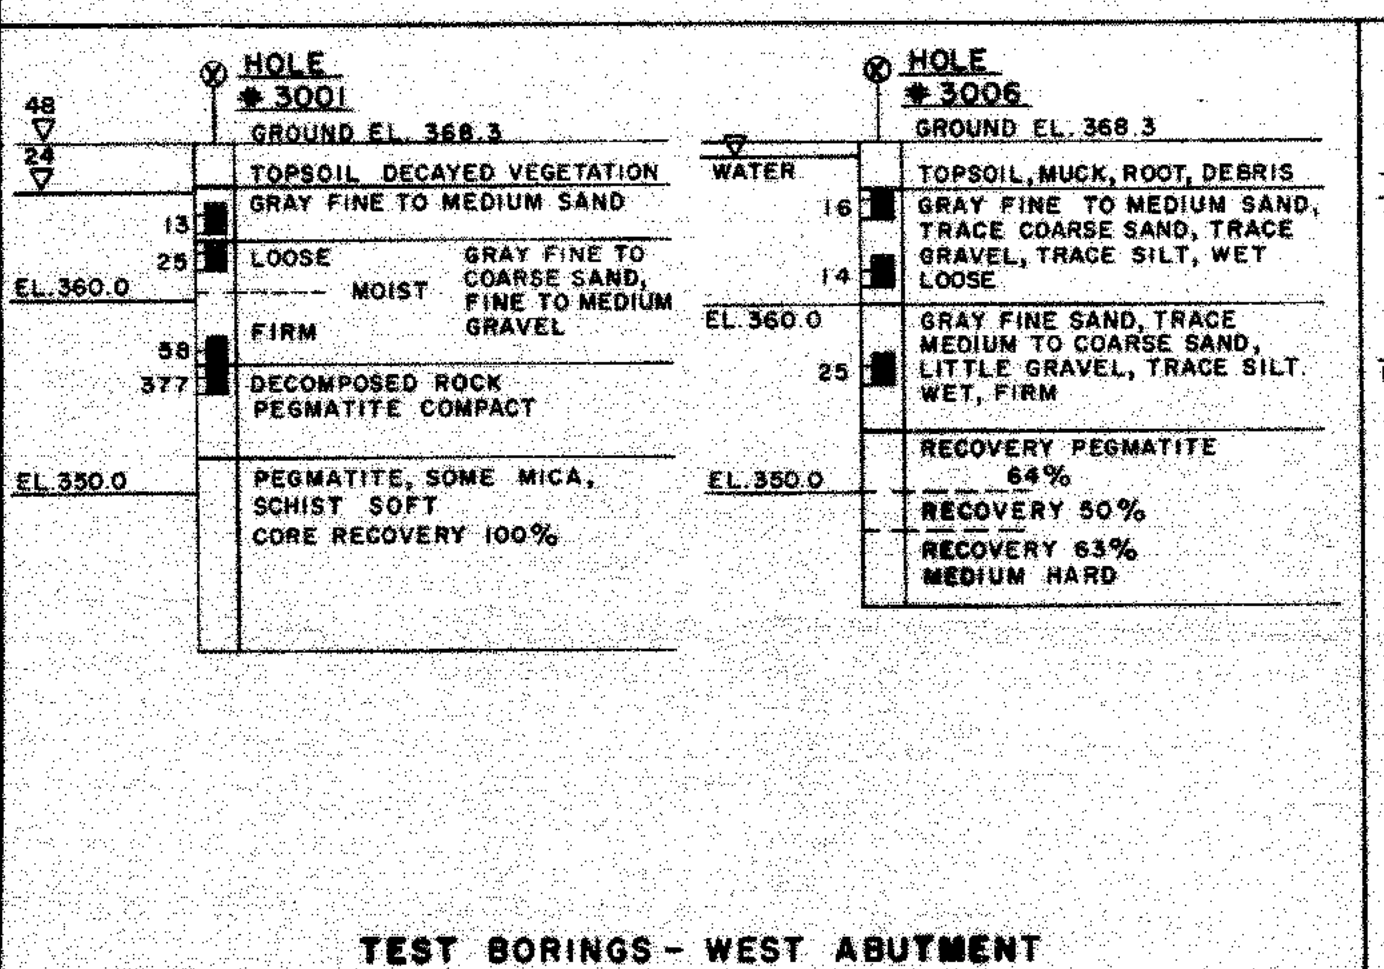 HOLE
# 3001
GROUND EL. 368.3
48
24
TOPSOIL DECAYED VEGETATION
GRAY FINE TO MEDIUM SAND
13
25
LOOSE
GRAY FINE TO
COARSE SAND,
FINE TO MEDIUM
GRAVEL
MOIST
EL.360.0
FIRM
58
377
DECOMPOSED ROCK
PEGMATITE COMPACT
EL.350.0
PEGMATITE, SOME MICA,
SCHIST SOFT
CORE RECOVERY 100%
HOLE
# 3006
GROUND EL. 368.3
WATER
TOPSOIL, MUCK, ROOT, DEBRIS
16
GRAY FINE TO MEDIUM SAND,
TRACE COARSE SAND, TRACE
GRAVEL, TRACE SILT, WET
14
LOOSE
EL.360.0
GRAY FINE SAND, TRACE
MEDIUM TO COARSE SAND,
25
LITTLE GRAVEL, TRACE SILT.
WET, FIRM
RECOVERY PEGMATITE
64%
EL.350.0
RECOVERY 50%
RECOVERY 63%
MEDIUM HARD
TEST BORINGS - WEST ABUTMENT